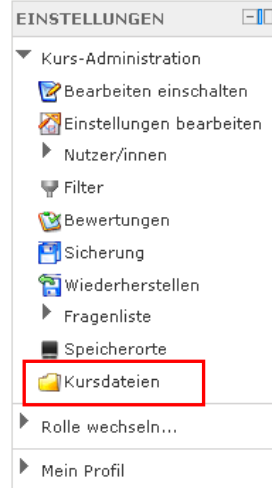 EINSTELLUNGEN
Kurs-Administration
Bearbeiten einschalten
Einstellungen bearbeiten
Nutzer/innen
Filter
Bewertungen
Sicherung
Wiederherstellen
Fragenliste
Speicherorte
Kursdateien
Rolle wechseln...
Mein Profil